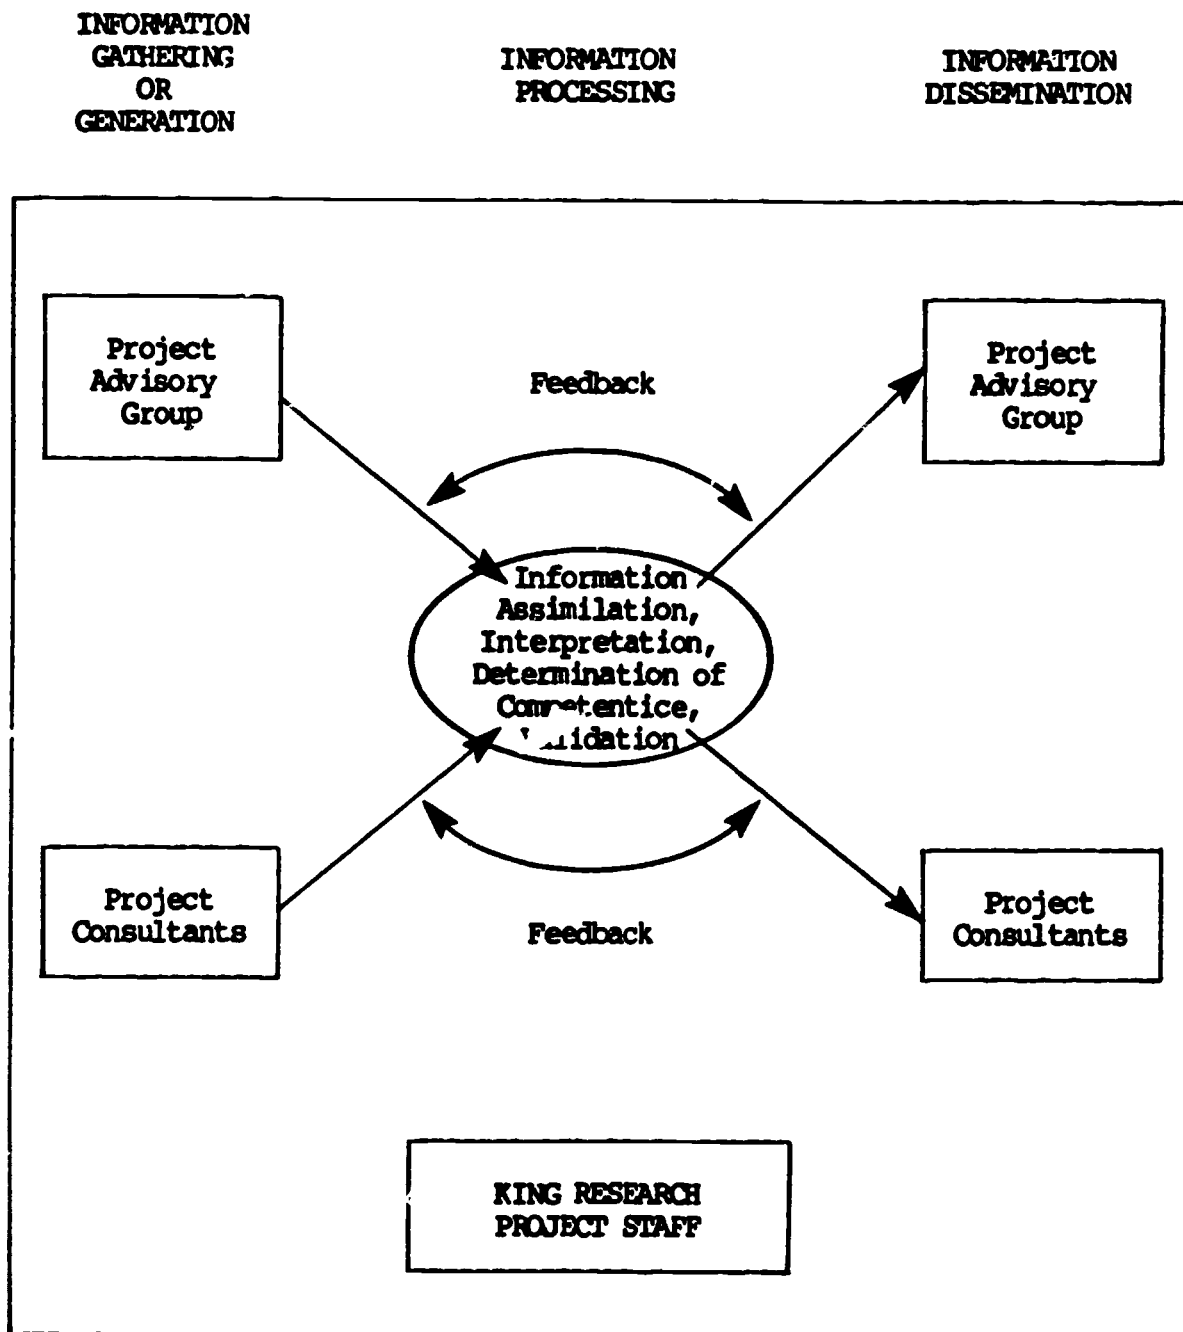 INFORMATION
GATHERING
OR
GENERATION
INFORMATION
PROCESSING
INFORMATION
DISSEMINATION
Project
Advisory
Group
Feedback
Project
Advisory
Group
Information
Assimilation,
Interpretation,
Determination of
Project
Consultants
Feedback
Project
Consultants
KING RESEARCH
PROJECT STAFF